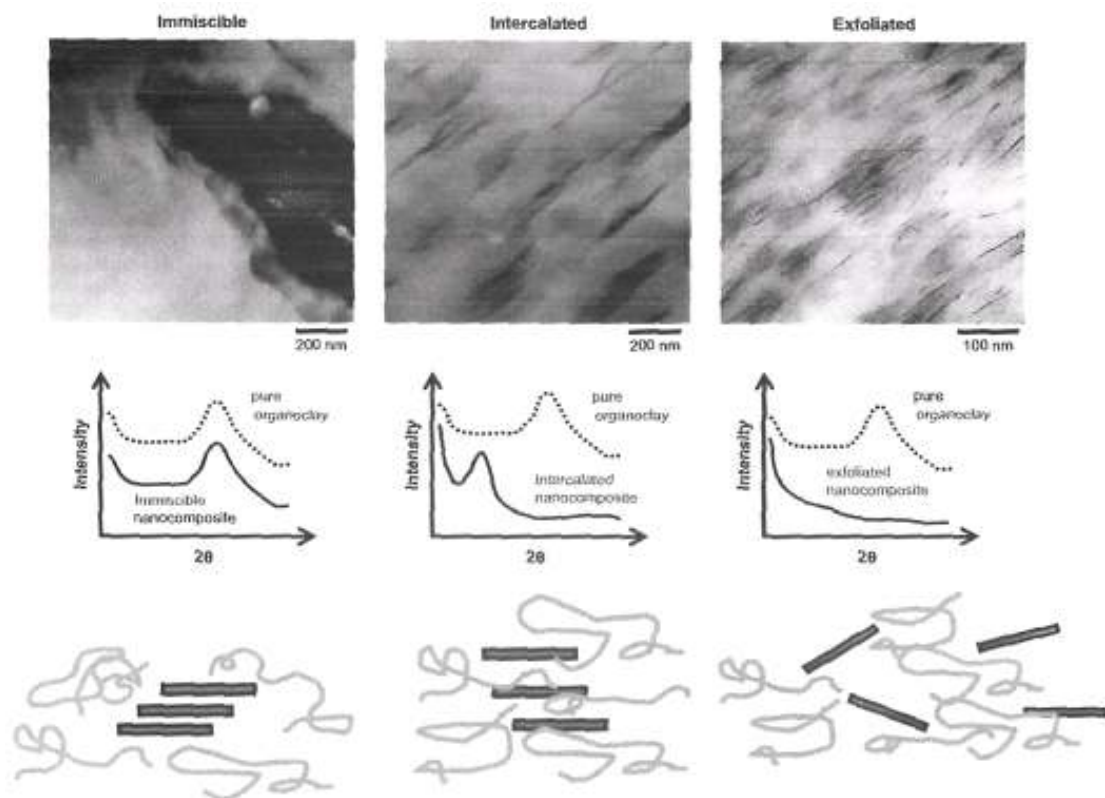 Immiscible
Intercalated
Exfoliated
200 nm
200 nm
100 nm
Intensity
pure
organoclay
Immiscible
nanocomposite
2θ
Intensity
pure
organoclay
Intercalated
nanocomposite
2θ
Intensity
pure
organoclay
exfoliated
nanocomposite
2θ